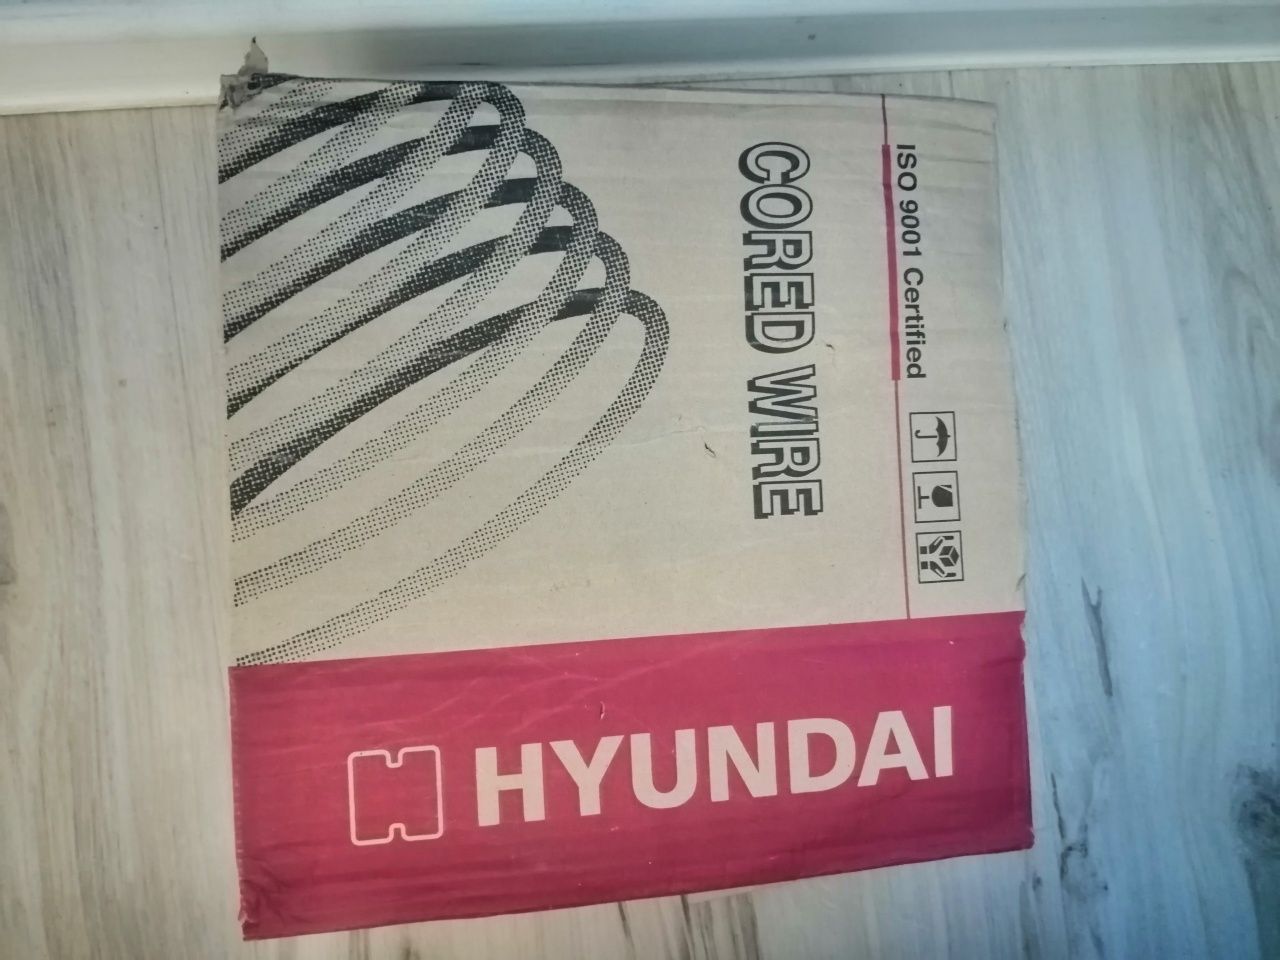 ISO 9001 Certified
CORED WIRE
HYUNDAI